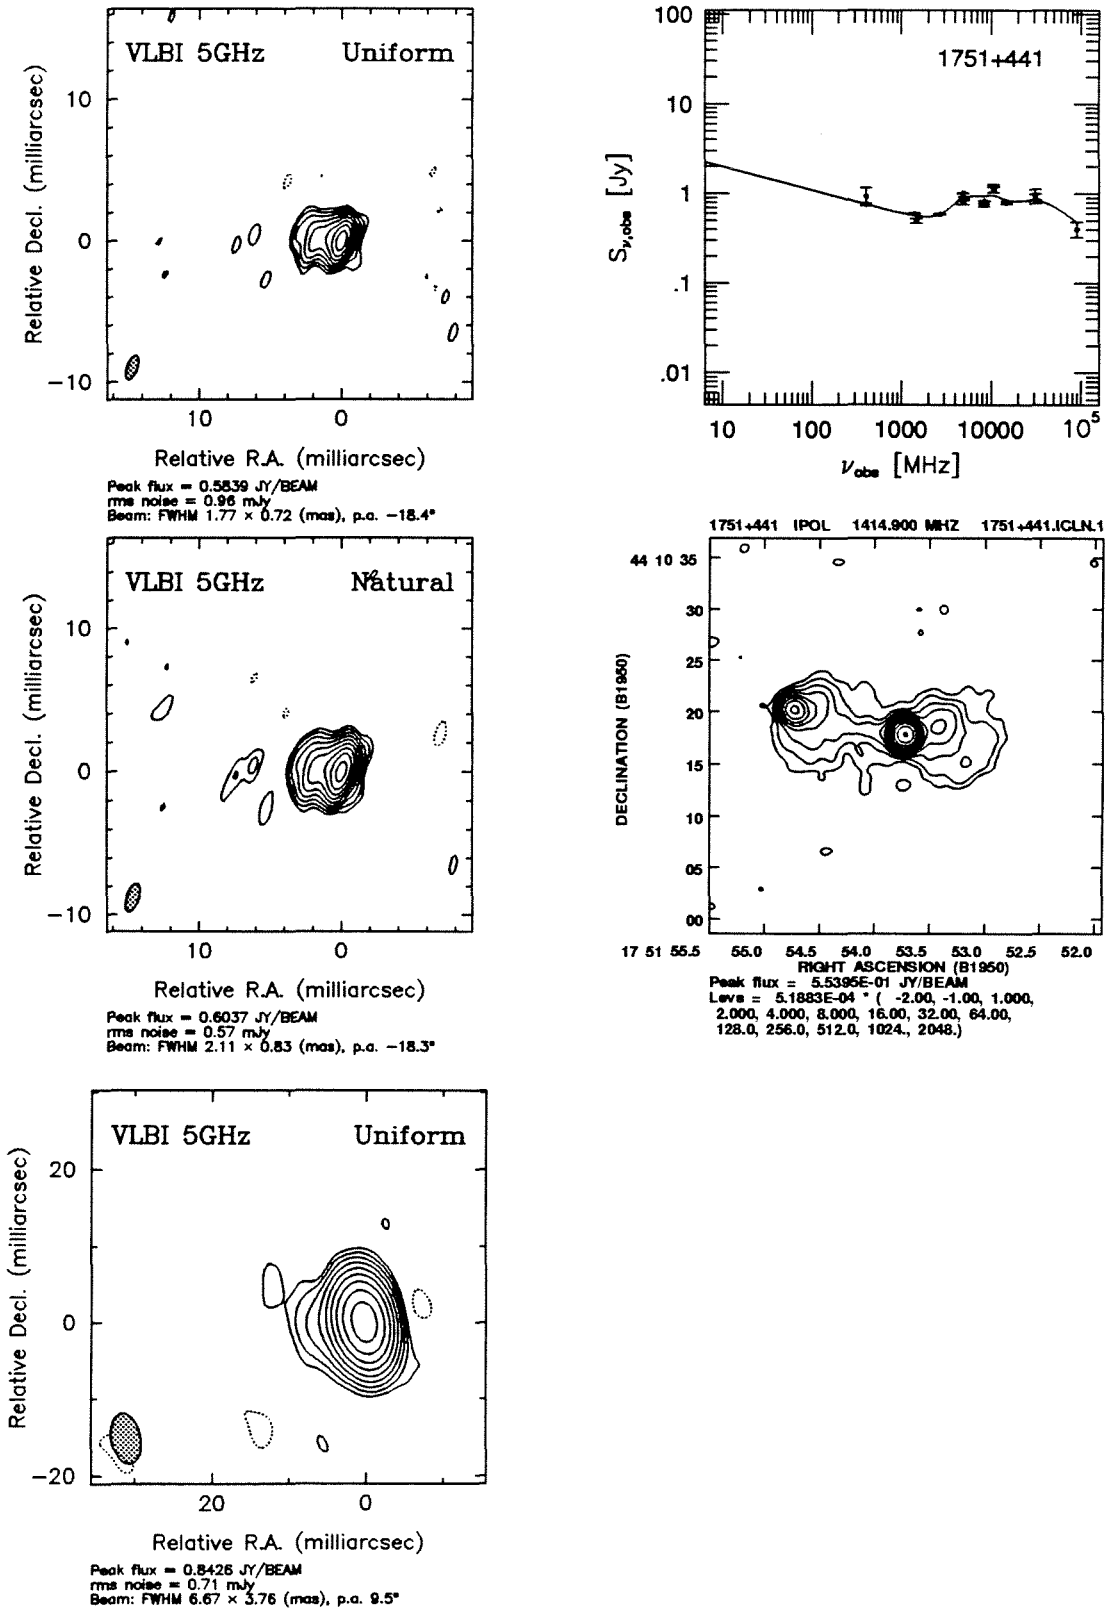 VLBI 5GHz Uniform
Relative Decl. (milliarcsec)
10
0
−10
10 0
Relative R.A. (milliarcsec)
Peak flux = 0.5839 JY/BEAM
rms noise = 0.96 mJy
Beam: FWHM 1.77 × 0.72 (mas), p.a. −18.4°
VLBI 5GHz Natural
Relative Decl. (milliarcsec)
10
0
−10
10 0
Relative R.A. (milliarcsec)
Peak flux = 0.6037 JY/BEAM
rms noise = 0.57 mJy
Beam: FWHM 2.11 × 0.83 (mas), p.a. −18.3°
VLBI 5GHz Uniform
Relative Decl. (milliarcsec)
20
0
−20
20 0
Relative R.A. (milliarcsec)
Peak flux = 0.8426 JY/BEAM
rms noise = 0.71 mJy
Beam: FWHM 6.67 × 3.76 (mas), p.a. 9.5°
1751+441
S ν,obs [Jy]
100
10
1
.1
.01
10 100 1000 10000 10⁵
ν obs [MHz]
1751+441 IPOL 1414.900 MHZ 1751+441.ICLN.1
DECLINATION (B1950)
44 10 35
30
25
20
15
10
05
00
17 51 55.5 55.0 54.5 54.0 53.5 53.0 52.5 52.0
RIGHT ASCENSION (B1950)
Peak flux = 5.5395E-01 JY/BEAM
Levs = 5.1883E-04 * ( -2.00, -1.00, 1.000,
2.000, 4.000, 8.000, 16.00, 32.00, 64.00,
128.0, 256.0, 512.0, 1024., 2048.)